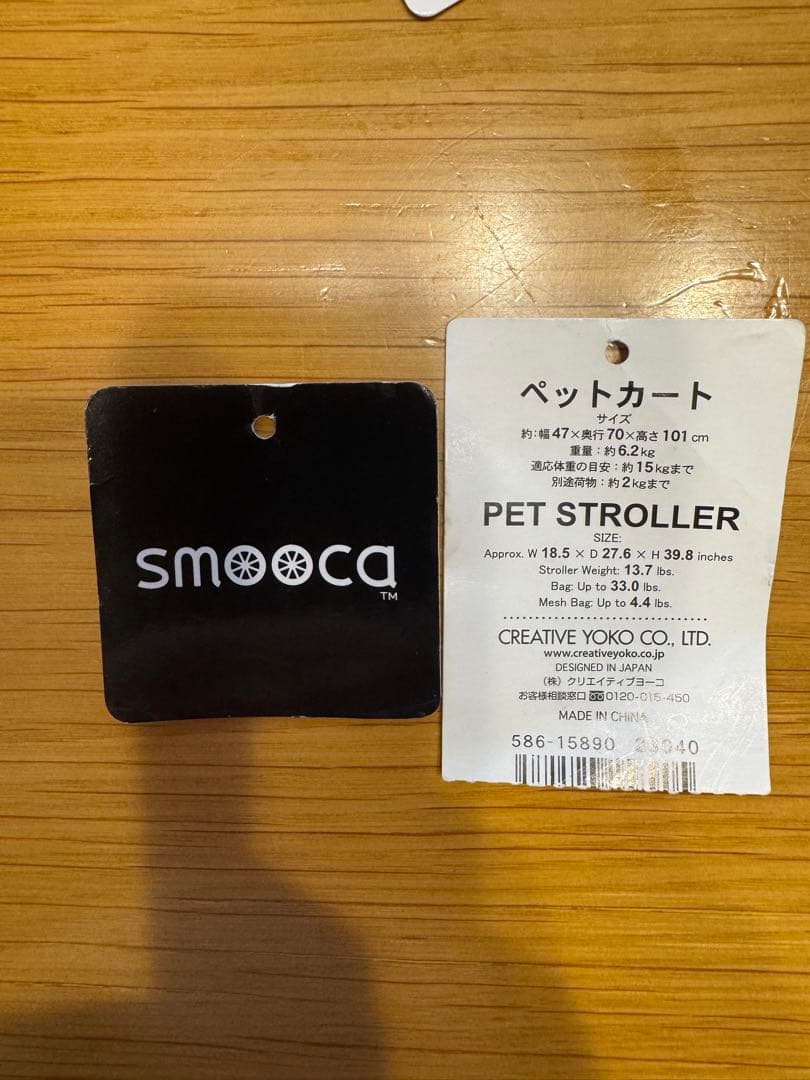 smooca
TM
ペットカート
サイズ
約:幅47×奥行70×高さ101cm
重量:約6.2kg
適応体重の目安:約15kgまで
別途荷物:約2kgまで
PET STROLLER
SIZE:
Approx. W 18.5 × D 27.6 × H 39.8 inches
Stroller Weight: 13.7 lbs.
Bag: Up to 33.0 lbs.
Mesh Bag: Up to 4.4 lbs.
CREATIVE YOKO CO., LTD.
www.creativeyoko.co.jp
DESIGNED IN JAPAN
(株)クリエイティブヨーコ
お客様相談窓口 0120-015-450
MADE IN CHINA
586-15890